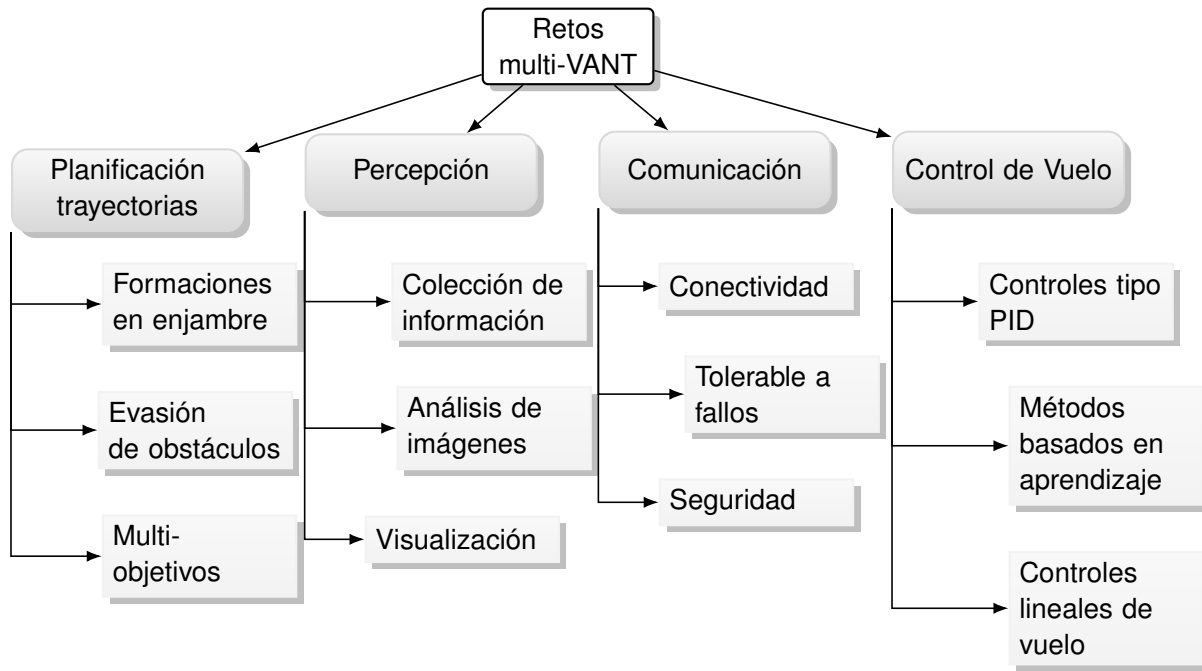 Retos
multi-VANT
Planificación
trayectorias
Percepción
Comunicación
Control de Vuelo
Formaciones
en enjambre
Evasión
de obstáculos
Multi-
objetivos
Colección de
información
Análisis de
imágenes
Visualización
Conectividad
Tolerable a
fallos
Seguridad
Controles tipo
PID
Métodos
basados en
aprendizaje
Controles
lineales de
vuelo